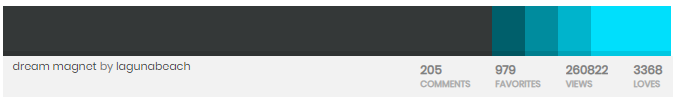 dream magnet by lagunabeach
205 979 260822 3368
COMMENTS FAVORITES VIEWS LOVES